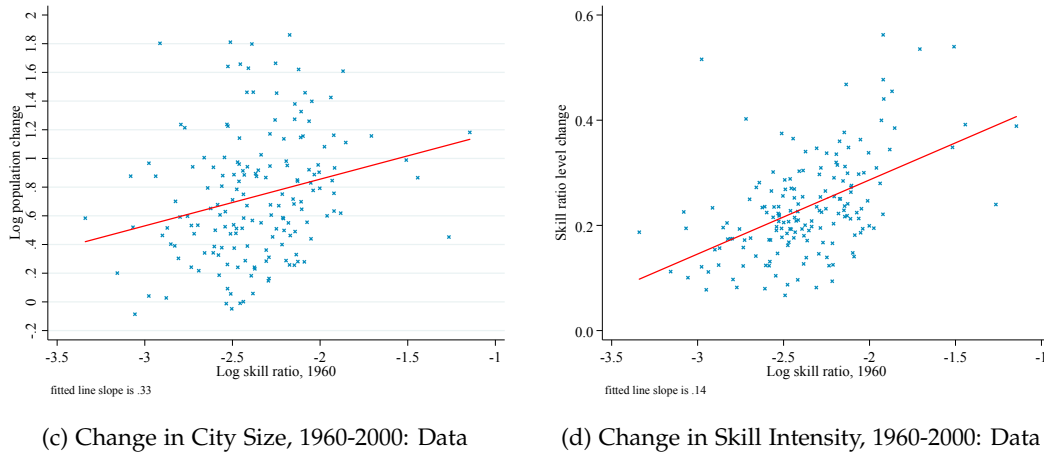 Log population change
2
1.8
1.6
1.4
1.2
1
.8
.6
.4
.2
0
-.2
-3.5 -3 -2.5 -2 -1.5 -1
Log skill ratio, 1960
fitted line slope is .33
(c) Change in City Size, 1960-2000: Data
Skill ratio level change
0.6
0.4
0.2
0.0
-3.5 -3 -2.5 -2 -1.5 -1
Log skill ratio, 1960
fitted line slope is .14
(d) Change in Skill Intensity, 1960-2000: Data